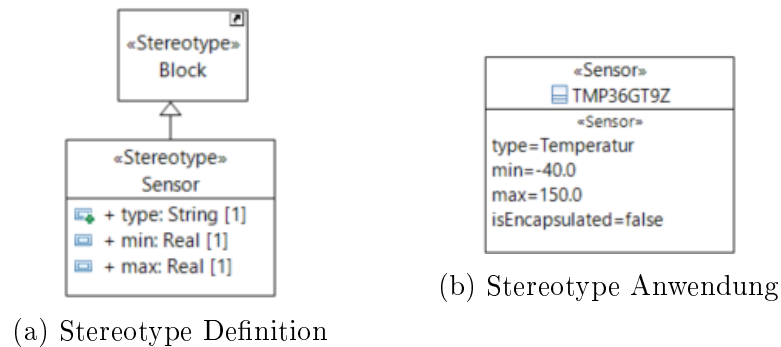 «Stereotype»
Block
«Stereotype»
Sensor
+ type: String [1]
+ min: Real [1]
+ max: Real [1]
(a) Stereotype Definition
«Sensor»
TMP36GT9Z
«Sensor»
type=Temperatur
min=-40.0
max=150.0
isEncapsulated=false
(b) Stereotype Anwendung